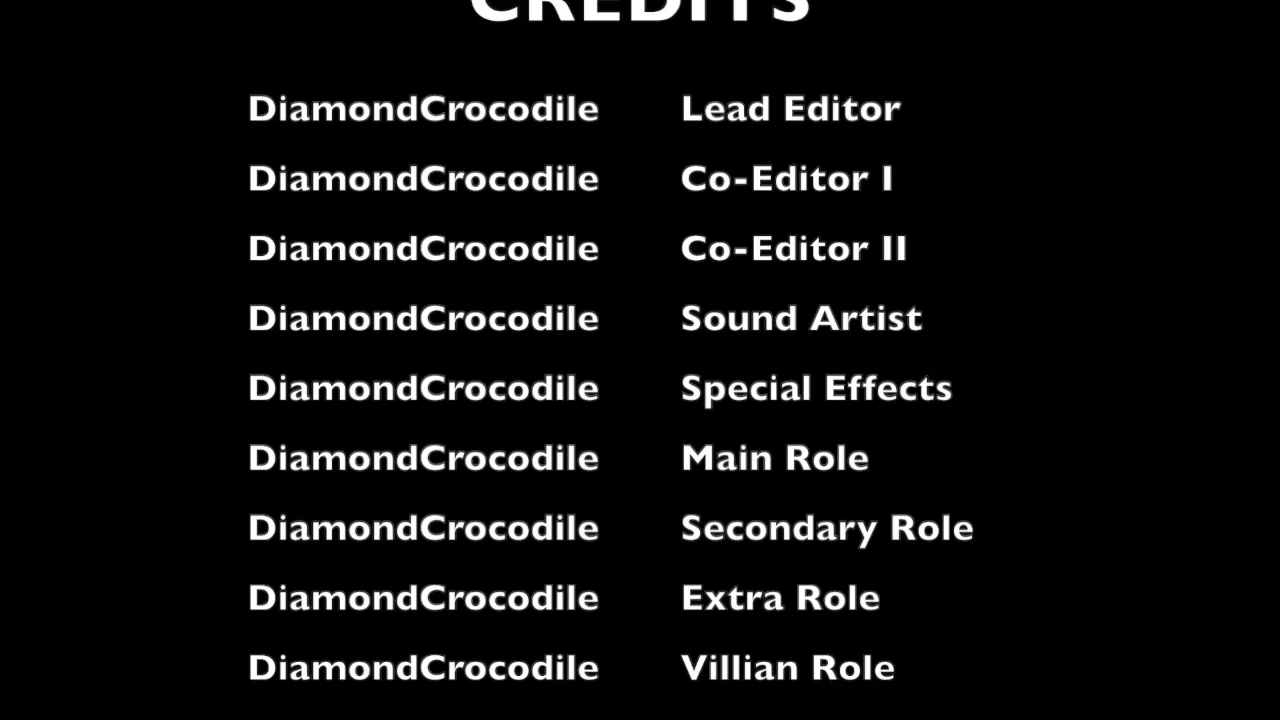 CREDITS
DiamondCrocodile Lead Editor
DiamondCrocodile Co-Editor I
DiamondCrocodile Co-Editor II
DiamondCrocodile Sound Artist
DiamondCrocodile Special Effects
DiamondCrocodile Main Role
DiamondCrocodile Secondary Role
DiamondCrocodile Extra Role
DiamondCrocodile Villian Role